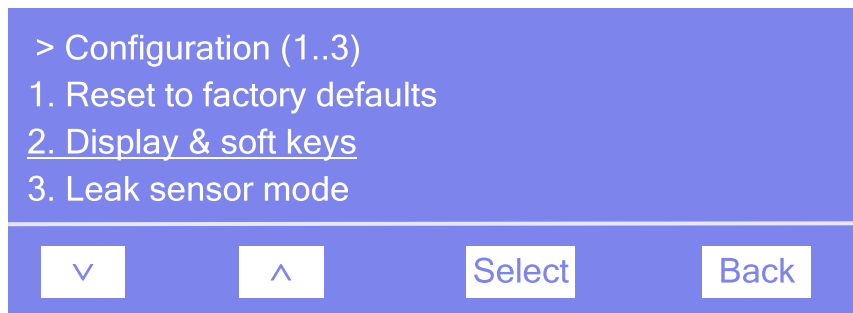 > Configuration (1..3)
1. Reset to factory defaults
2. Display & soft keys
3. Leak sensor mode
˅ ˄ Select Back